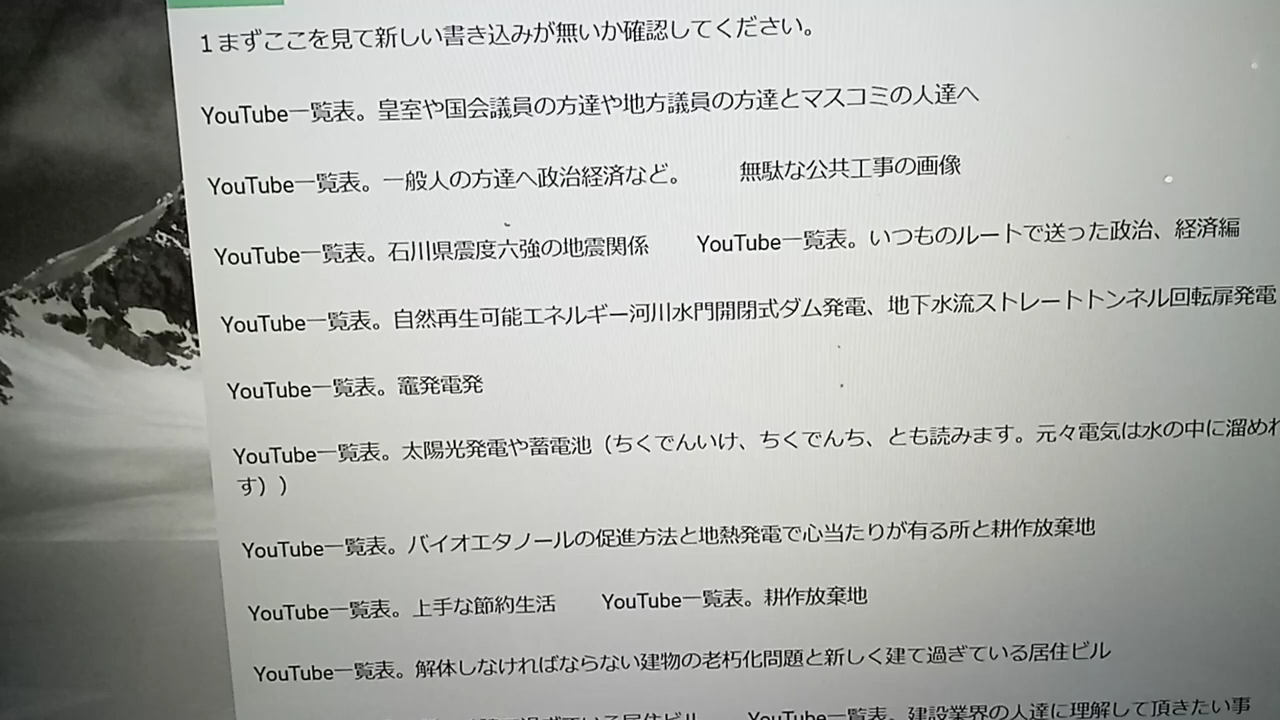 1まずここを見て新しい書き込みが無いか確認してください。
YouTube一覧表。皇室や国会議員の方達や地方議員の方達とマスコミの人達へ
YouTube一覧表。一般人の方達へ政治経済など。 無駄な公共工事の画像
YouTube一覧表。石川県震度六強の地震関係 YouTube一覧表。いつものルートで送った政治、経済編
YouTube一覧表。自然再生可能エネルギー河川水門開閉式ダム発電、地下水流ストレートトンネル回転扉発電
YouTube一覧表。竈発電発
YouTube一覧表。太陽光発電や蓄電池（ちくでんいけ、ちくでんち、とも読みます。元々電気は水の中に溜めれ
す））
YouTube一覧表。バイオエタノールの促進方法と地熱発電で心当たりが有る所と耕作放棄地
YouTube一覧表。上手な節約生活 YouTube一覧表。耕作放棄地
YouTube一覧表。解体しなければならない建物の老朽化問題と新しく建て過ぎている居住ビル
過ぎている居住ビル YouTube一覧表。建設業界の人達に理解して頂きたい事